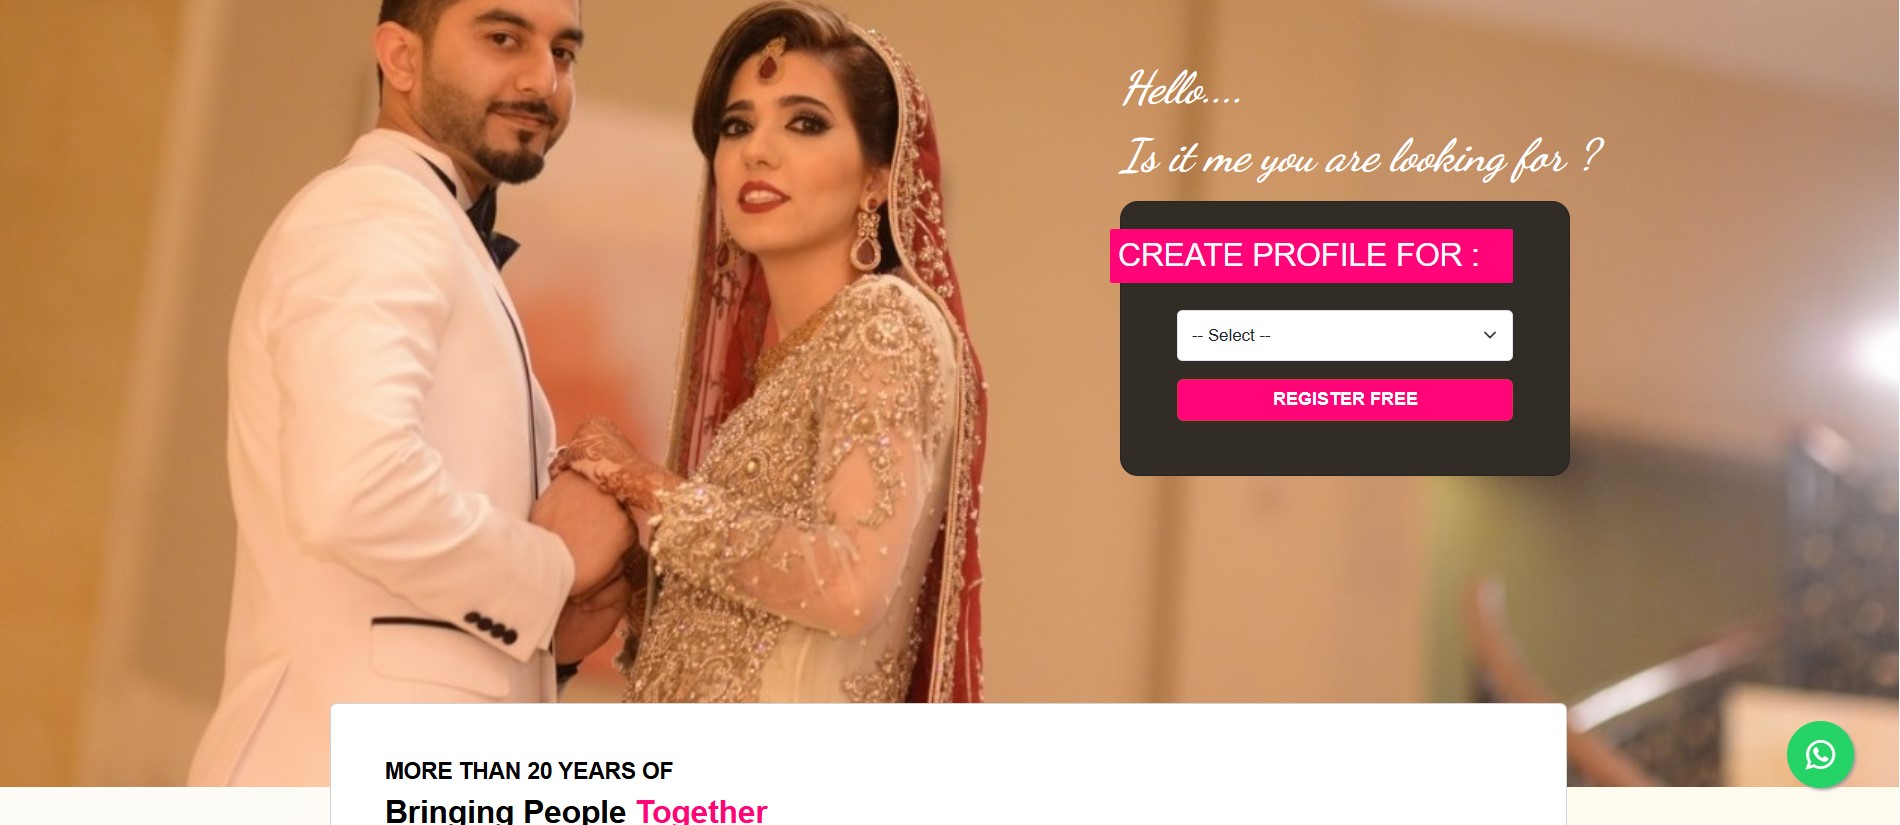 Hello....
Is it me you are looking for ?
CREATE PROFILE FOR :
-- Select --
REGISTER FREE
MORE THAN 20 YEARS OF
Bringing People Together